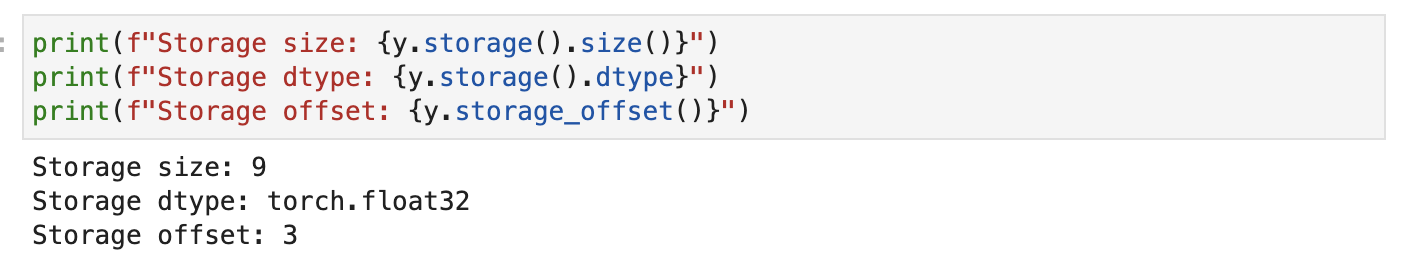 print(f"Storage size: {y.storage().size()}")
print(f"Storage dtype: {y.storage().dtype}")
print(f"Storage offset: {y.storage_offset()}")
Storage size: 9
Storage dtype: torch.float32
Storage offset: 3